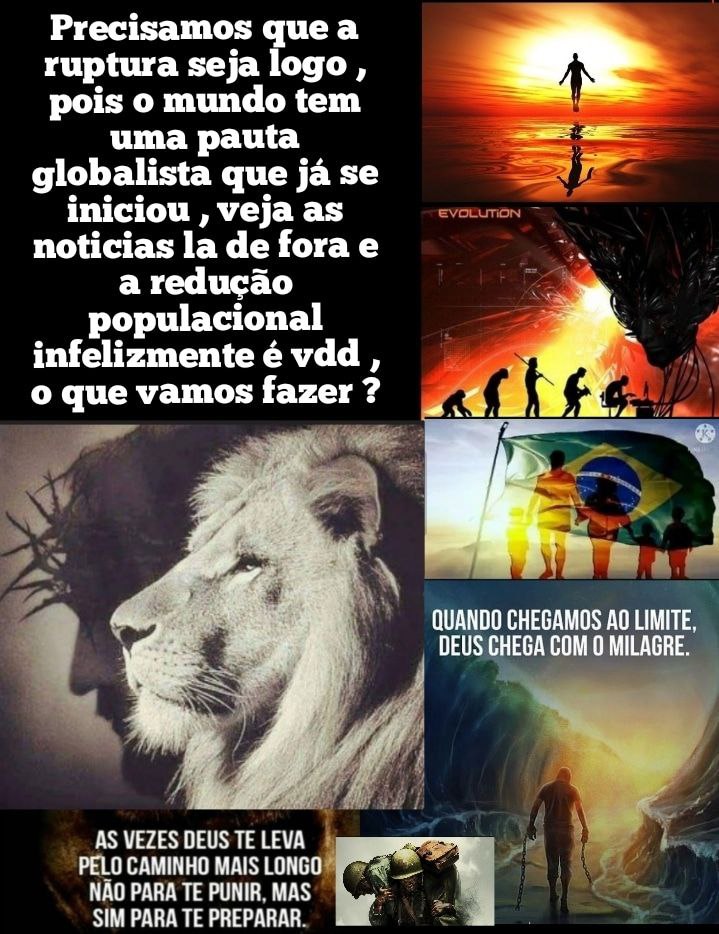 Precisamos que a
ruptura seja logo ,
pois o mundo tem
uma pauta
globalista que já se
iniciou , veja as
noticias la de fora e
a redução
populacional
infelizmente é vdd ,
o que vamos fazer ?
EVOLUTION
QUANDO CHEGAMOS AO LIMITE,
DEUS CHEGA COM O MILAGRE.
AS VEZES DEUS TE LEVA
PELO CAMINHO MAIS LONGO
NÃO PARA TE PUNIR, MAS
SIM PARA TE PREPARAR.